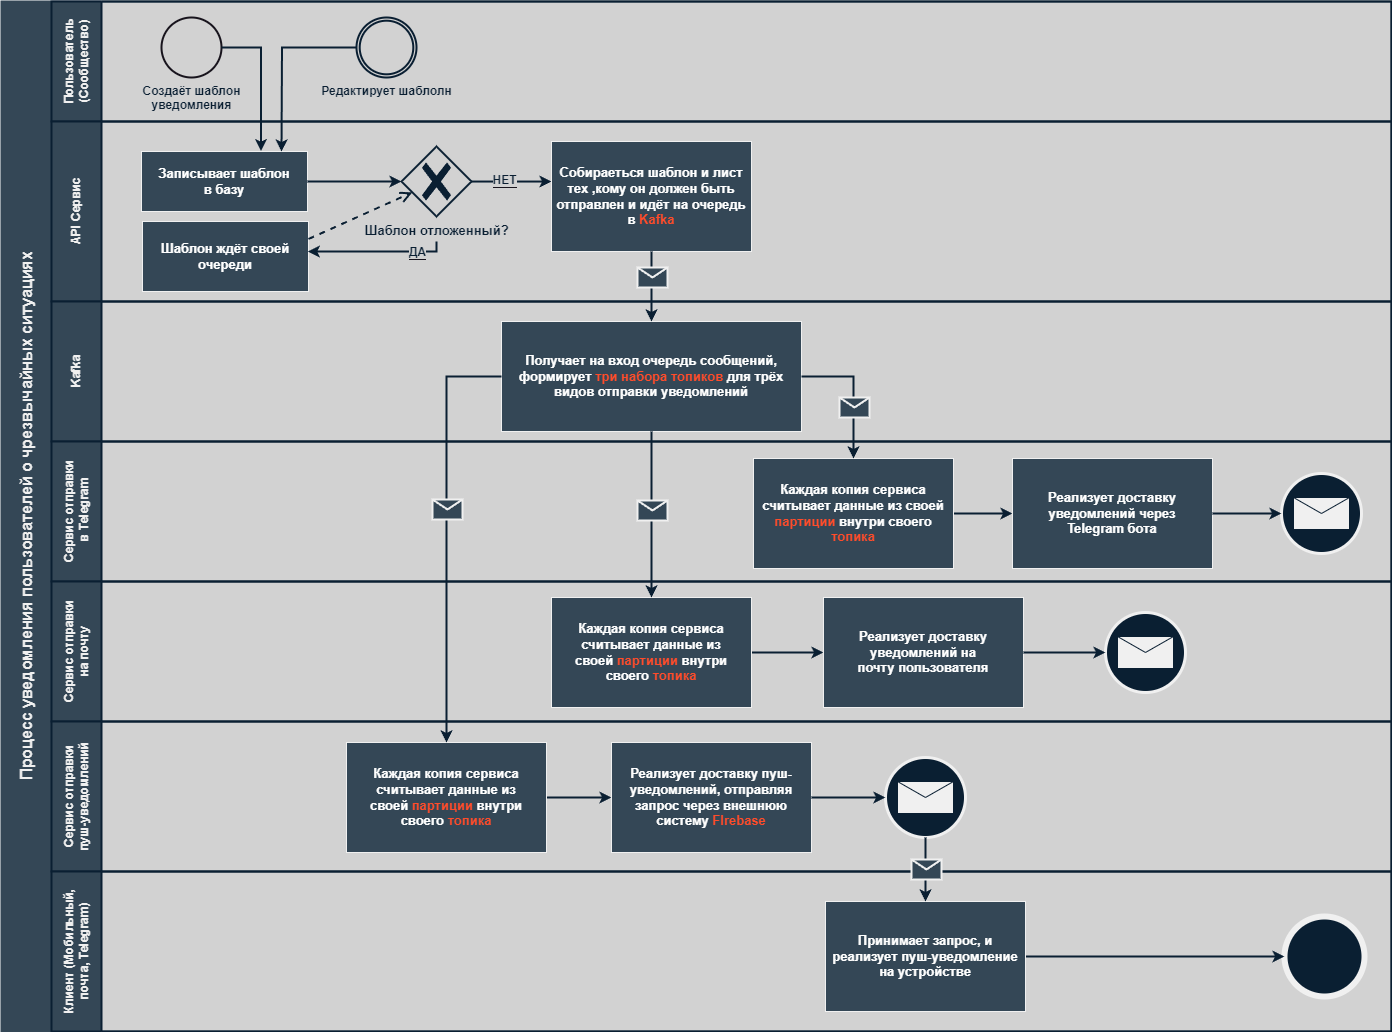 Процесс уведомления пользователей о чрезвычайных ситуациях
Пользователь
(Сообщество)
Создаёт шаблон
уведомления
Редактирует шаблолн
API Сервис
Записывает шаблон
в базу
Шаблон ждёт своей
очереди
Шаблон отложенный?
НЕТ
ДА
Собираеться шаблон и лист
тех ,кому он должен быть
отправлен и идёт на очередь
в Kafka
Kafka
Получает на вход очередь сообщений,
формирует три набора топиков для трёх
видов отправки уведомлений
Сервис отправки
в Telegram
Каждая копия сервиса
считывает данные из своей
партиции внутри своего
топика
Реализует доставку
уведомлений через
Telegram бота
Сервис отправки
на почту
Каждая копия сервиса
считывает данные из
своей партиции внутри
своего топика
Реализует доставку
уведомлений на
почту пользователя
Сервис отправки
пуш-уведомлений
Каждая копия сервиса
считывает данные из
своей партиции внутри
своего топика
Реализует доставку пуш-
уведомлений, отправляя
запрос через внешнюю
систему FIrebase
Клиент (Мобильный,
почта, Telegram)
Принимает запрос, и
реализует пуш-уведомление
на устройстве